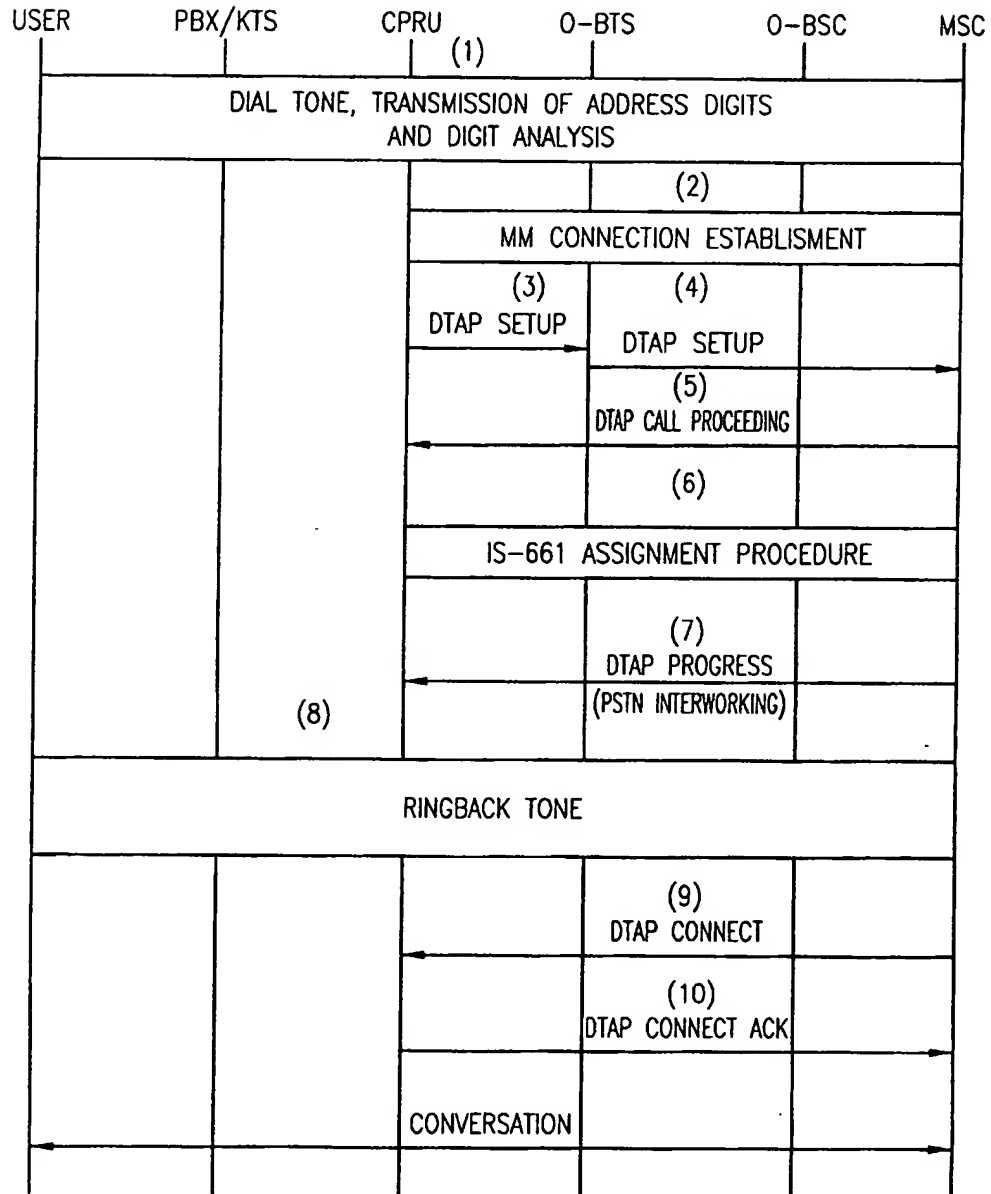 USER PBX/KTS CPRU O-BTS O-BSC MSC
(1)
DIAL TONE, TRANSMISSION OF ADDRESS DIGITS
AND DIGIT ANALYSIS
(2)
MM CONNECTION ESTABLISMENT
(3) (4)
DTAP SETUP
DTAP SETUP
(5)
DTAP CALL PROCEEDING
(6)
IS-661 ASSIGNMENT PROCEDURE
(7)
DTAP PROGRESS
(PSTN INTERWORKING)
(8)
RINGBACK TONE
(9)
DTAP CONNECT
(10)
DTAP CONNECT ACK
CONVERSATION